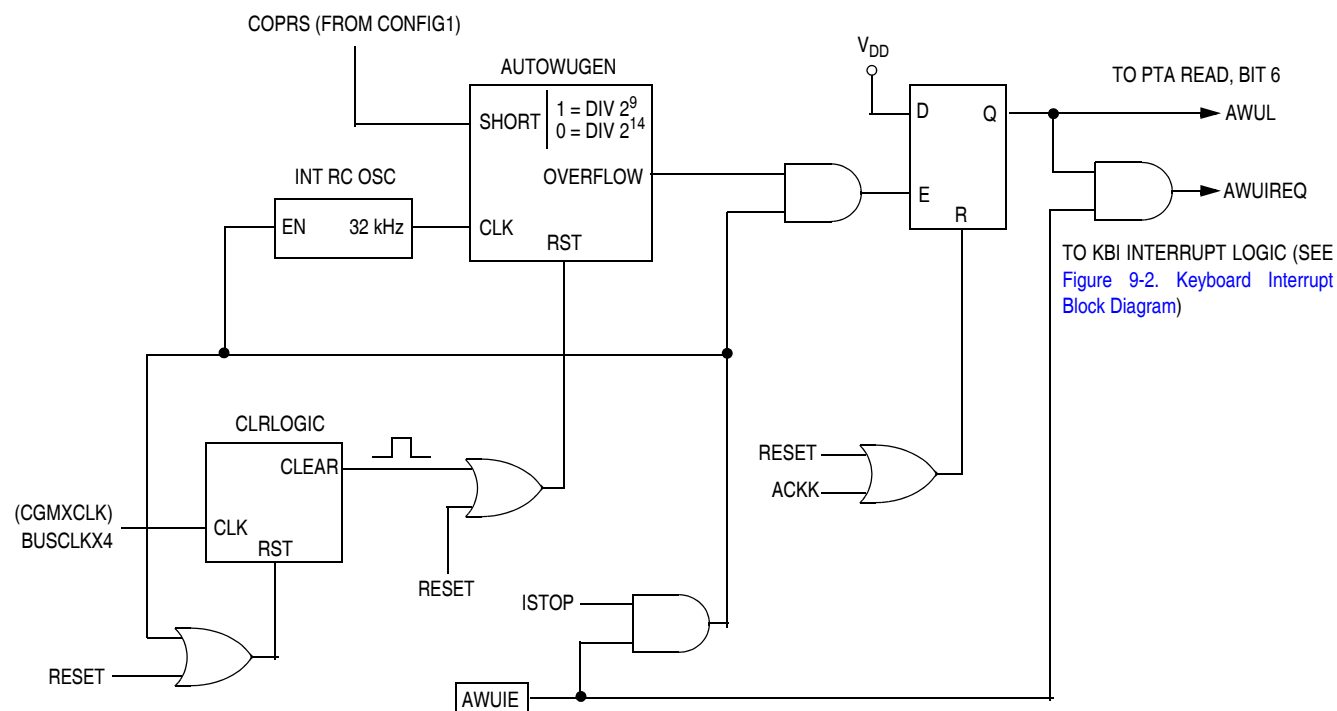 COPRS (FROM CONFIG1)
AUTOWUGEN
SHORT
1 = DIV 2^9
0 = DIV 2^14
OVERFLOW
CLK
RST
INT RC OSC
EN
32 kHz
V_DD
D
Q
E
R
TO PTA READ, BIT 6
AWUL
AWUIREQ
TO KBI INTERRUPT LOGIC (SEE
Figure 9-2. Keyboard Interrupt
Block Diagram)
CLRLOGIC
CLEAR
CLK
RST
(CGMXCLK)
BUSCLKX4
RESET
RESET
RESET
ACKK
ISTOP
AWUIE